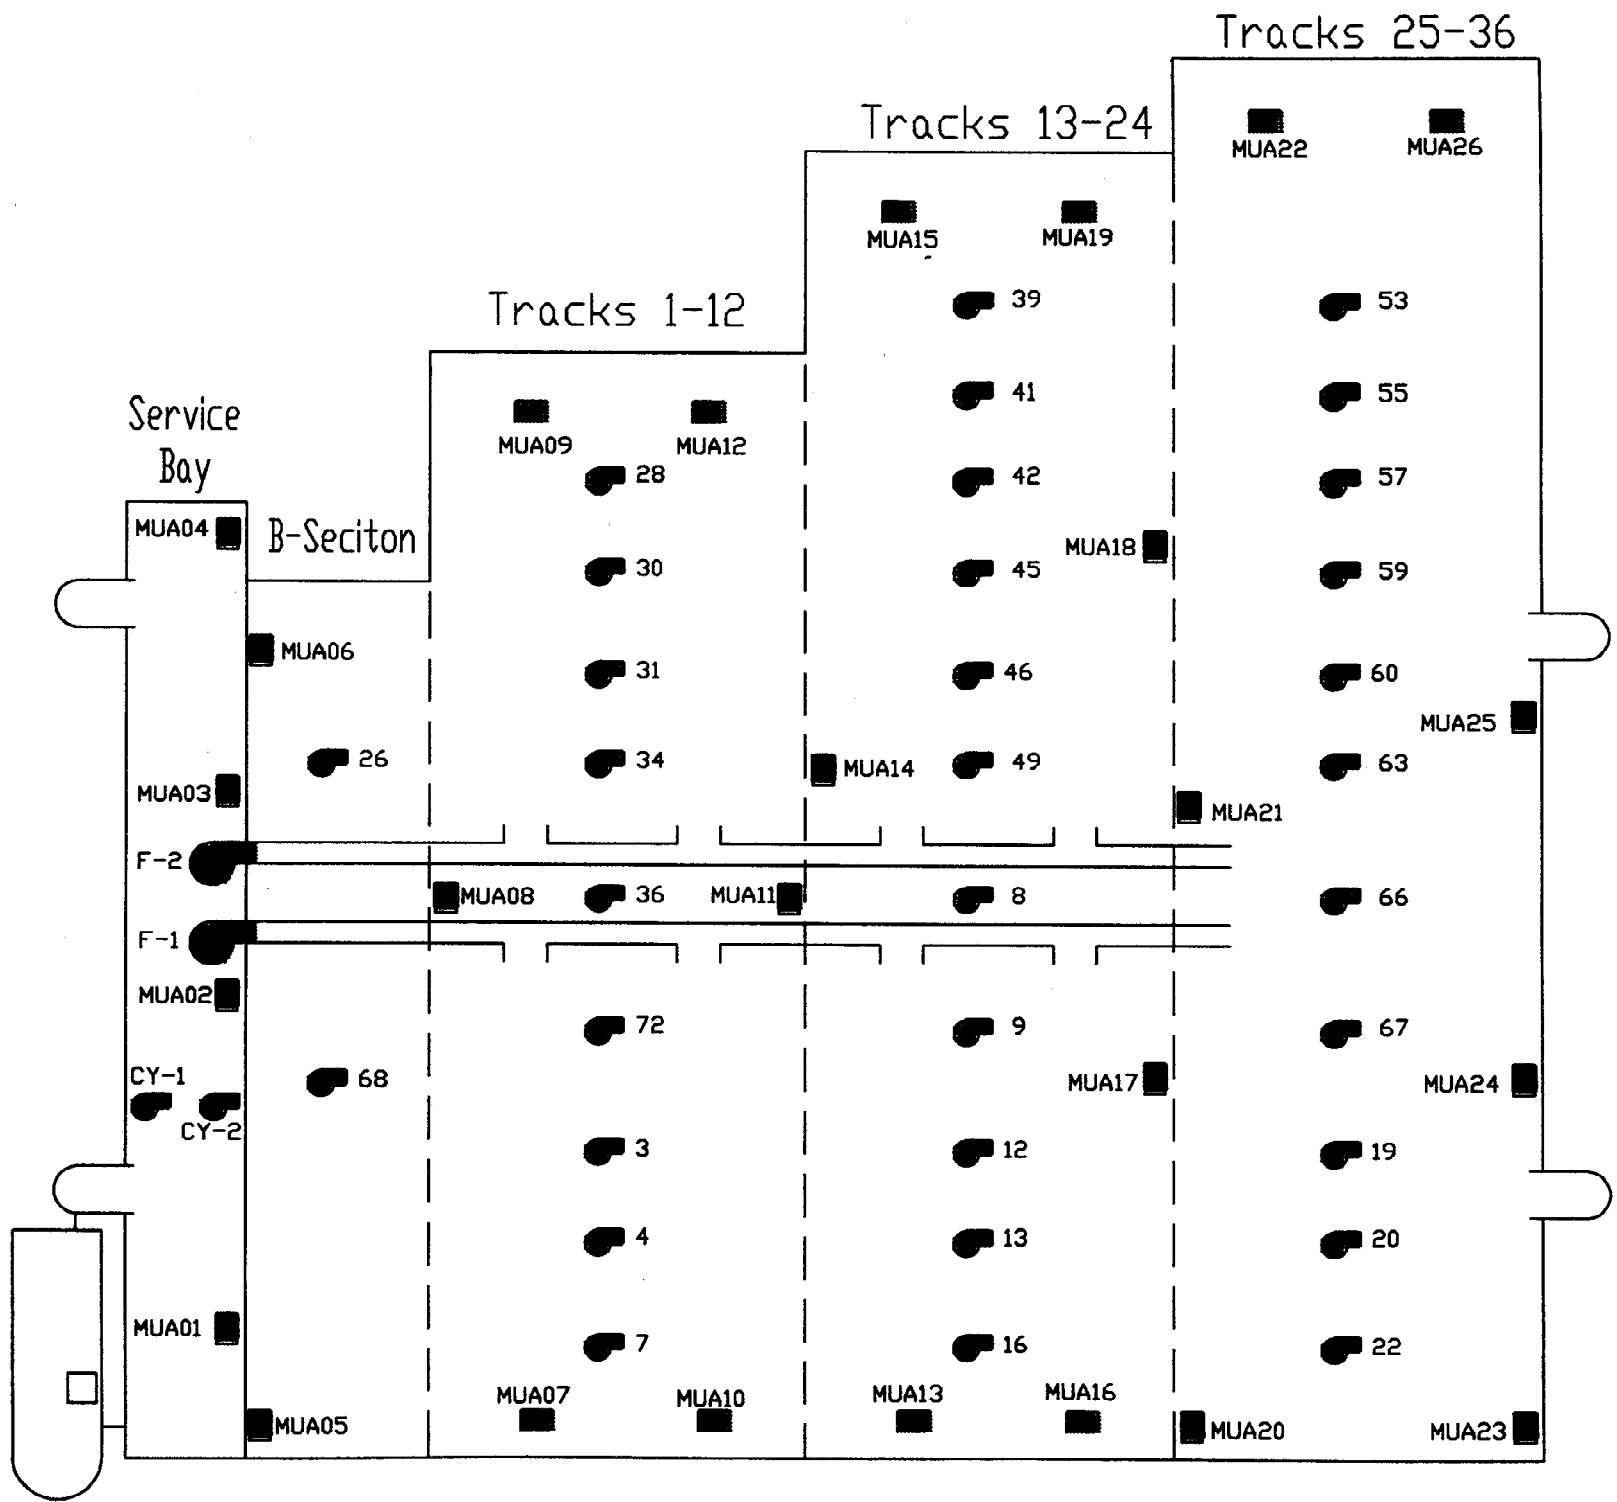 Tracks 25-36
Tracks 13-24
MUA22 MUA26
MUA15 MUA19
Tracks 1-12
39 53
Service
Bay
41 55
MUA09 MUA12
28 42 57
MUA04
B-Seciton
MUA18
30 45 59
MUA06
31 46 60
MUA25
26 34 MUA14 49 63
MUA03
MUA21
F-2
MUA08 36 MUA11 8 66
F-1
MUA02
72 9 67
CY-1 68 MUA17 MUA24
CY-2
3 12 19
4 13 20
MUA01
7 16 22
MUA07 MUA10 MUA13 MUA16
MUA05 MUA20 MUA23